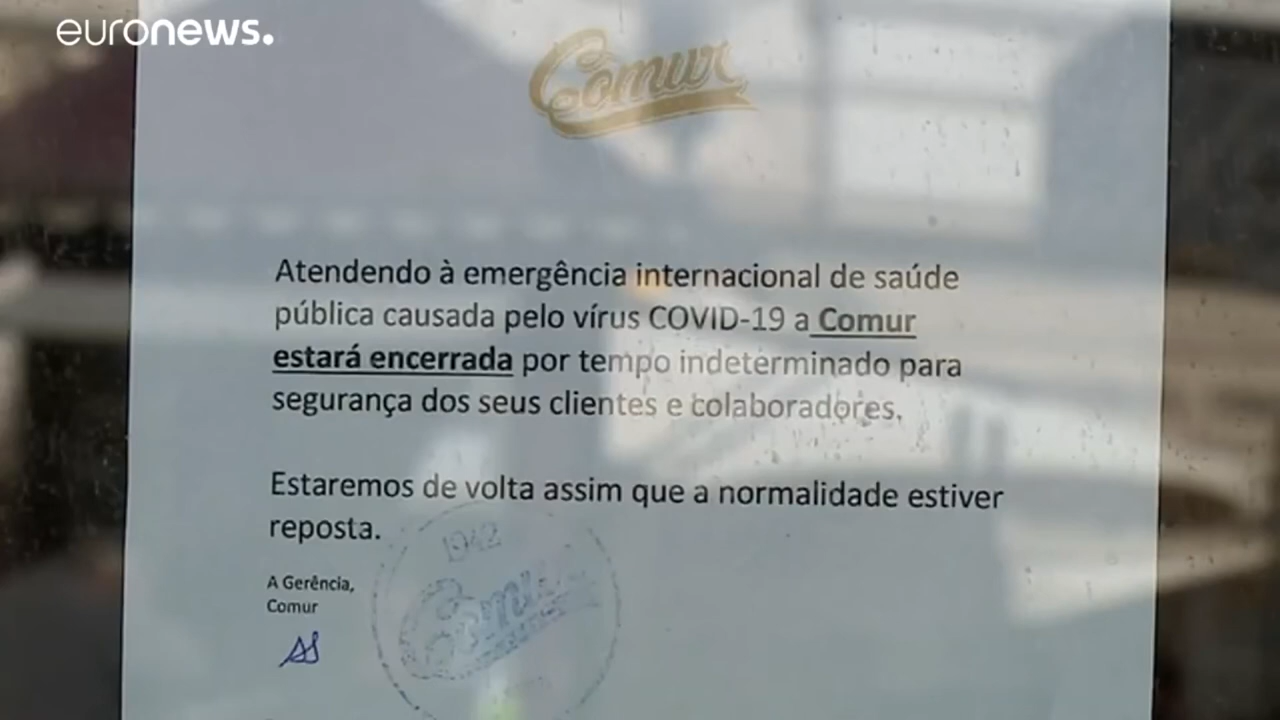 euronews.
Comur
Atendendo à emergência internacional de saúde
pública causada pelo vírus COVID-19 a Comur
estará encerrada por tempo indeterminado para
segurança dos seus clientes e colaboradores.
Estaremos de volta assim que a normalidade estiver
reposta.
A Gerência,
Comur
1942
Comur